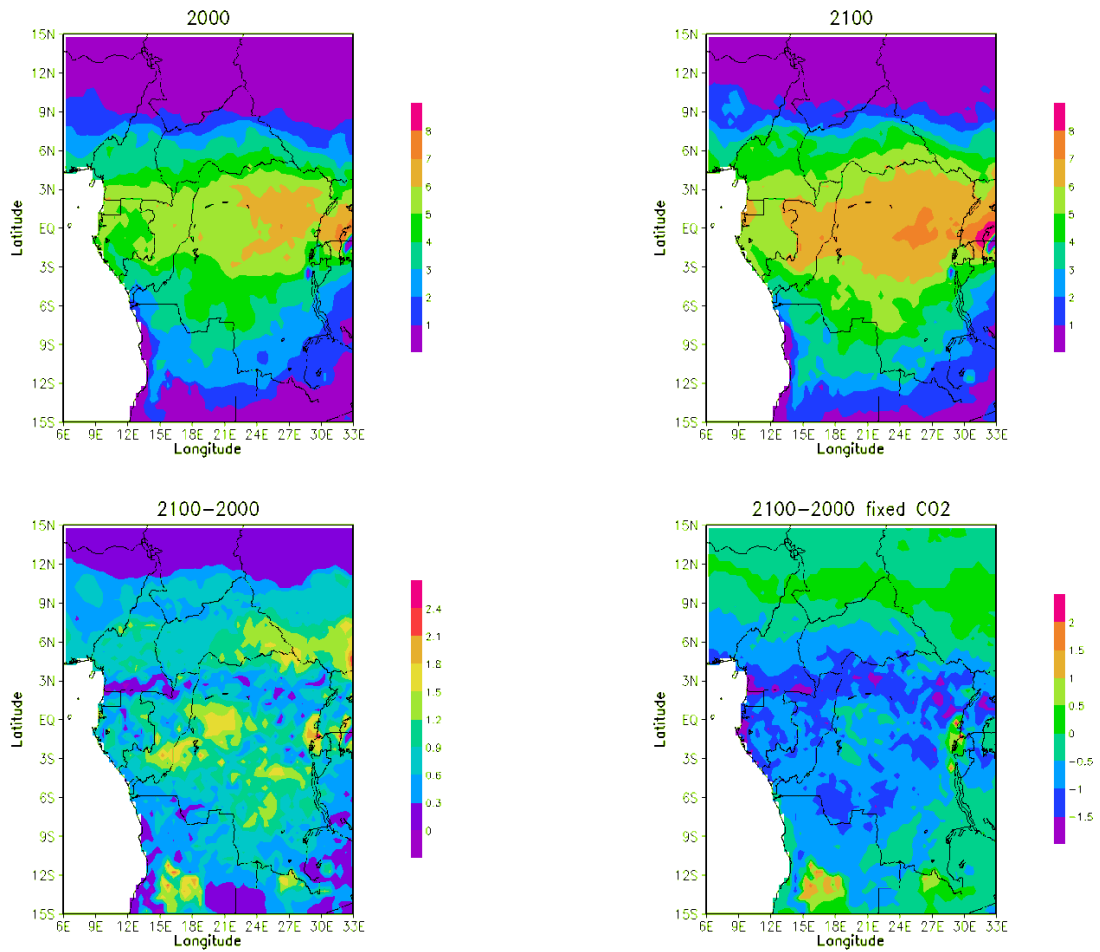 2000
15N
12N
9N
6N
3N
EQ
3S
6S
9S
12S
15S
Latitude
6E 9E 12E 15E 18E 21E 24E 27E 30E 33E
Longitude
8
7
6
5
4
3
2
1
2100
15N
12N
9N
6N
3N
EQ
3S
6S
9S
12S
15S
Latitude
6E 9E 12E 15E 18E 21E 24E 27E 30E 33E
Longitude
8
7
6
5
4
3
2
1
2100-2000
15N
12N
9N
6N
3N
EQ
3S
6S
9S
12S
15S
Latitude
6E 9E 12E 15E 18E 21E 24E 27E 30E 33E
Longitude
2.4
2.1
1.8
1.5
1.2
0.9
0.6
0.3
0
2100-2000 fixed CO2
15N
12N
9N
6N
3N
EQ
3S
6S
9S
12S
15S
Latitude
6E 9E 12E 15E 18E 21E 24E 27E 30E 33E
Longitude
2
1.5
1
0.5
0
-0.5
-1
-1.5